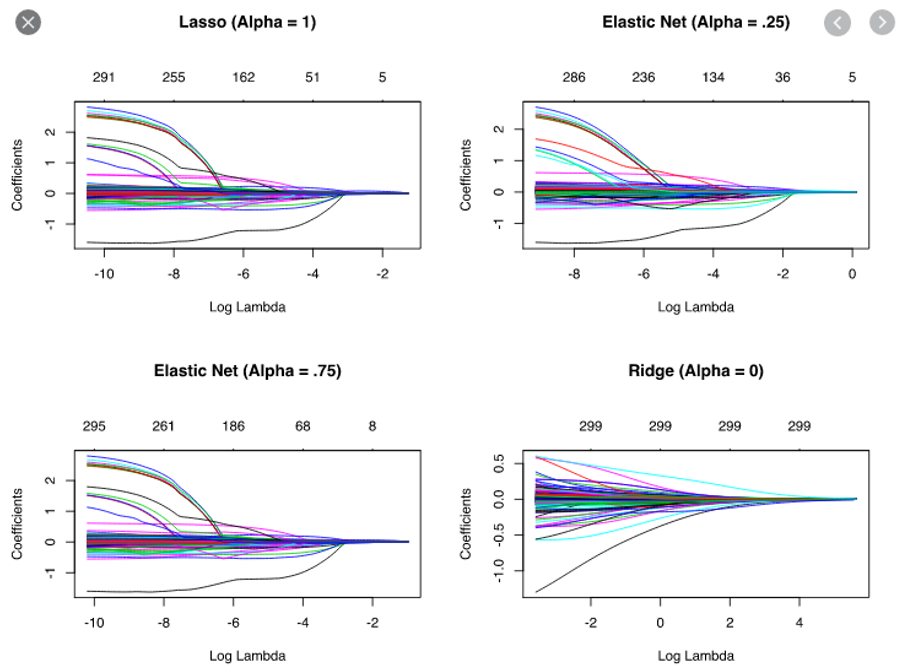 Lasso (Alpha = 1)
291 255 162 51 5
Coefficients
2
1
0
-1
-10 -8 -6 -4 -2
Log Lambda
Elastic Net (Alpha = .25)
286 236 134 36 5
Coefficients
2
1
0
-1
-8 -6 -4 -2 0
Log Lambda
Elastic Net (Alpha = .75)
295 261 186 68 8
Coefficients
2
1
0
-1
-10 -8 -6 -4 -2
Log Lambda
Ridge (Alpha = 0)
299 299 299 299
Coefficients
0.5
0.0
-0.5
-1.0
-2 0 2 4
Log Lambda